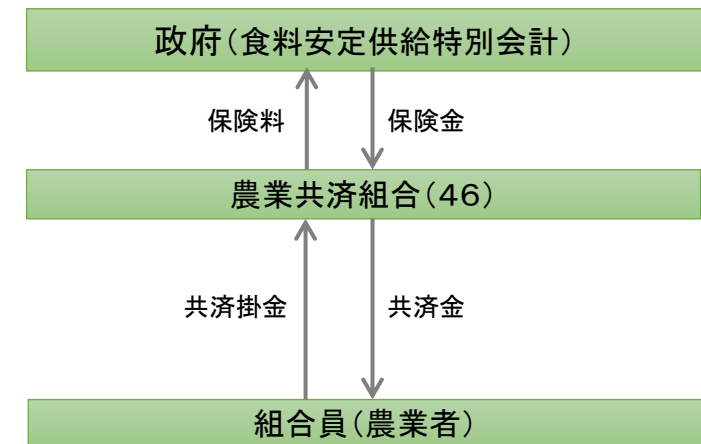 政府（食料安定供給特別会計）
保険料
保険金
農業共済組合（４６）
共済掛金
共済金
組合員（農業者）